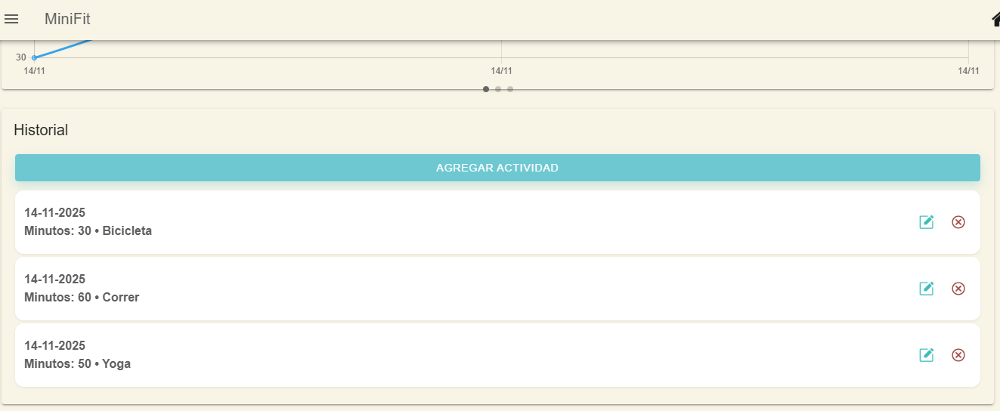 MiniFit
30
14/11 14/11 14/11
Historial
AGREGAR ACTIVIDAD
14-11-2025
Minutos: 30 • Bicicleta
14-11-2025
Minutos: 60 • Correr
14-11-2025
Minutos: 50 • Yoga